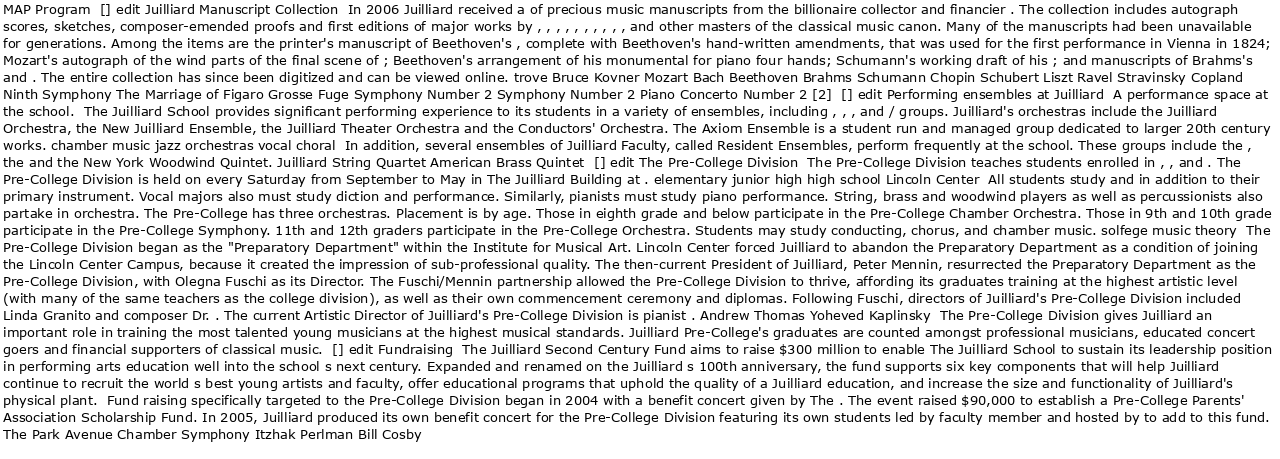 MAP Program  [] edit Juilliard Manuscript Collection  In 2006 Juilliard received a of precious music manuscripts from the billionaire collector and financier . The collection includes autograph
scores, sketches, composer-emended proofs and first editions of major works by , , , , , , , , , , and other masters of the classical music canon. Many of the manuscripts had been unavailable
for generations. Among the items are the printer's manuscript of Beethoven's , complete with Beethoven's hand-written amendments, that was used for the first performance in Vienna in 1824;
Mozart's autograph of the wind parts of the final scene of ; Beethoven's arrangement of his monumental for piano four hands; Schumann's working draft of his ; and manuscripts of Brahms's
and . The entire collection has since been digitized and can be viewed online. trove Bruce Kovner Mozart Bach Beethoven Brahms Schumann Chopin Schubert Liszt Ravel Stravinsky Copland
Ninth Symphony The Marriage of Figaro Grosse Fuge Symphony Number 2 Symphony Number 2 Piano Concerto Number 2 [2]  [] edit Performing ensembles at Juilliard  A performance space at
the school.  The Juilliard School provides significant performing experience to its students in a variety of ensembles, including , , , and / groups. Juilliard's orchestras include the Juilliard
Orchestra, the New Juilliard Ensemble, the Juilliard Theater Orchestra and the Conductors' Orchestra. The Axiom Ensemble is a student run and managed group dedicated to larger 20th century
works. chamber music jazz orchestras vocal choral  In addition, several ensembles of Juilliard Faculty, called Resident Ensembles, perform frequently at the school. These groups include the ,
the and the New York Woodwind Quintet. Juilliard String Quartet American Brass Quintet  [] edit The Pre-College Division  The Pre-College Division teaches students enrolled in , , and . The
Pre-College Division is held on every Saturday from September to May in The Juilliard Building at . elementary junior high high school Lincoln Center  All students study and in addition to their
primary instrument. Vocal majors also must study diction and performance. Similarly, pianists must study piano performance. String, brass and woodwind players as well as percussionists also
partake in orchestra. The Pre-College has three orchestras. Placement is by age. Those in eighth grade and below participate in the Pre-College Chamber Orchestra. Those in 9th and 10th grade
participate in the Pre-College Symphony. 11th and 12th graders participate in the Pre-College Orchestra. Students may study conducting, chorus, and chamber music. solfege music theory  The
Pre-College Division began as the "Preparatory Department" within the Institute for Musical Art. Lincoln Center forced Juilliard to abandon the Preparatory Department as a condition of joining
the Lincoln Center Campus, because it created the impression of sub-professional quality. The then-current President of Juilliard, Peter Mennin, resurrected the Preparatory Department as the
Pre-College Division, with Olegna Fuschi as its Director. The Fuschi/Mennin partnership allowed the Pre-College Division to thrive, affording its graduates training at the highest artistic level
(with many of the same teachers as the college division), as well as their own commencement ceremony and diplomas. Following Fuschi, directors of Juilliard's Pre-College Division included
Linda Granito and composer Dr. . The current Artistic Director of Juilliard's Pre-College Division is pianist . Andrew Thomas Yoheved Kaplinsky  The Pre-College Division gives Juilliard an
important role in training the most talented young musicians at the highest musical standards. Juilliard Pre-College's graduates are counted amongst professional musicians, educated concert
goers and financial supporters of classical music.  [] edit Fundraising  The Juilliard Second Century Fund aims to raise $300 million to enable The Juilliard School to sustain its leadership position
in performing arts education well into the school s next century. Expanded and renamed on the Juilliard s 100th anniversary, the fund supports six key components that will help Juilliard
continue to recruit the world s best young artists and faculty, offer educational programs that uphold the quality of a Juilliard education, and increase the size and functionality of Juilliard's
physical plant.  Fund raising specifically targeted to the Pre-College Division began in 2004 with a benefit concert given by The . The event raised $90,000 to establish a Pre-College Parents'
Association Scholarship Fund. In 2005, Juilliard produced its own benefit concert for the Pre-College Division featuring its own students led by faculty member and hosted by to add to this fund.
The Park Avenue Chamber Symphony Itzhak Perlman Bill Cosby